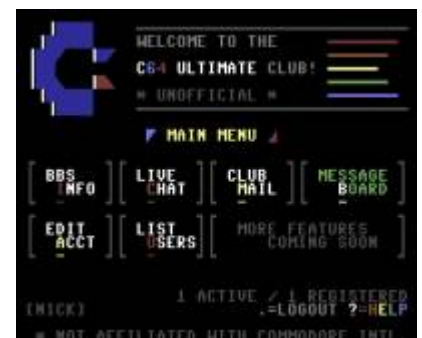 WELCOME TO THE
C64 ULTIMATE CLUB!
* UNOFFICIAL *
MAIN MENU
[ BBS INFO ] [ LIVE CHAT ] [ CLUB MAIL ] [ MESSAGE BOARD ]
[ EDIT ACCT ] [ LIST USERS ] [ MORE FEATURES COMING SOON ]
1 ACTIVE / 1 REGISTERED
[NICK] .=LOGOUT ?=HELP
* NOT AFFILIATED WITH COMMODORE INTL